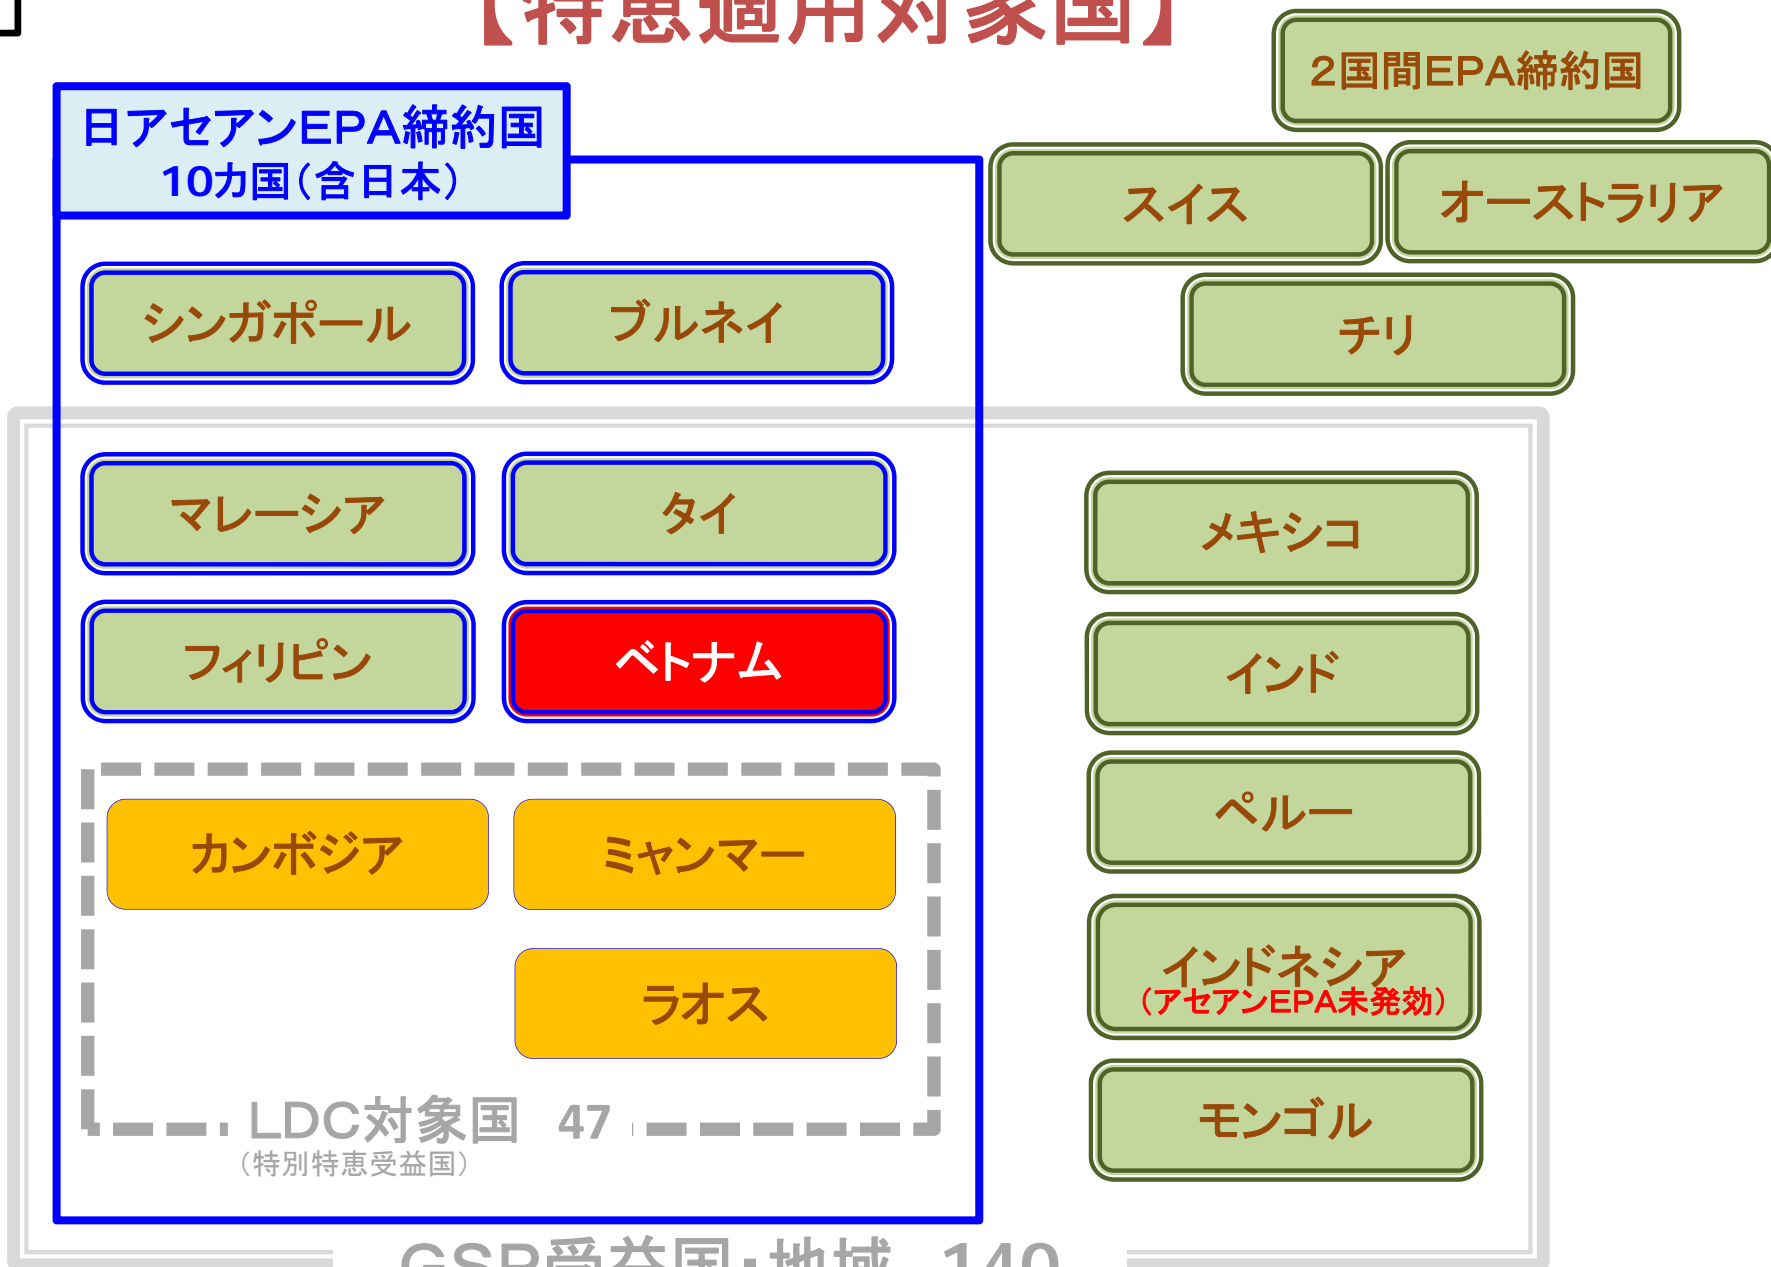 【特恵適用対象国】
2国間EPA締約国
日アセアンEPA締約国
10カ国(含日本)
スイス
オーストラリア
シンガポール
ブルネイ
チリ
マレーシア
タイ
メキシコ
フィリピン
ベトナム
インド
カンボジア
ミャンマー
ペルー
ラオス
インドネシア
(アセアンEPA未発効)
LDC対象国 47
(特別特恵受益国)
モンゴル
GSP受益国・地域 140